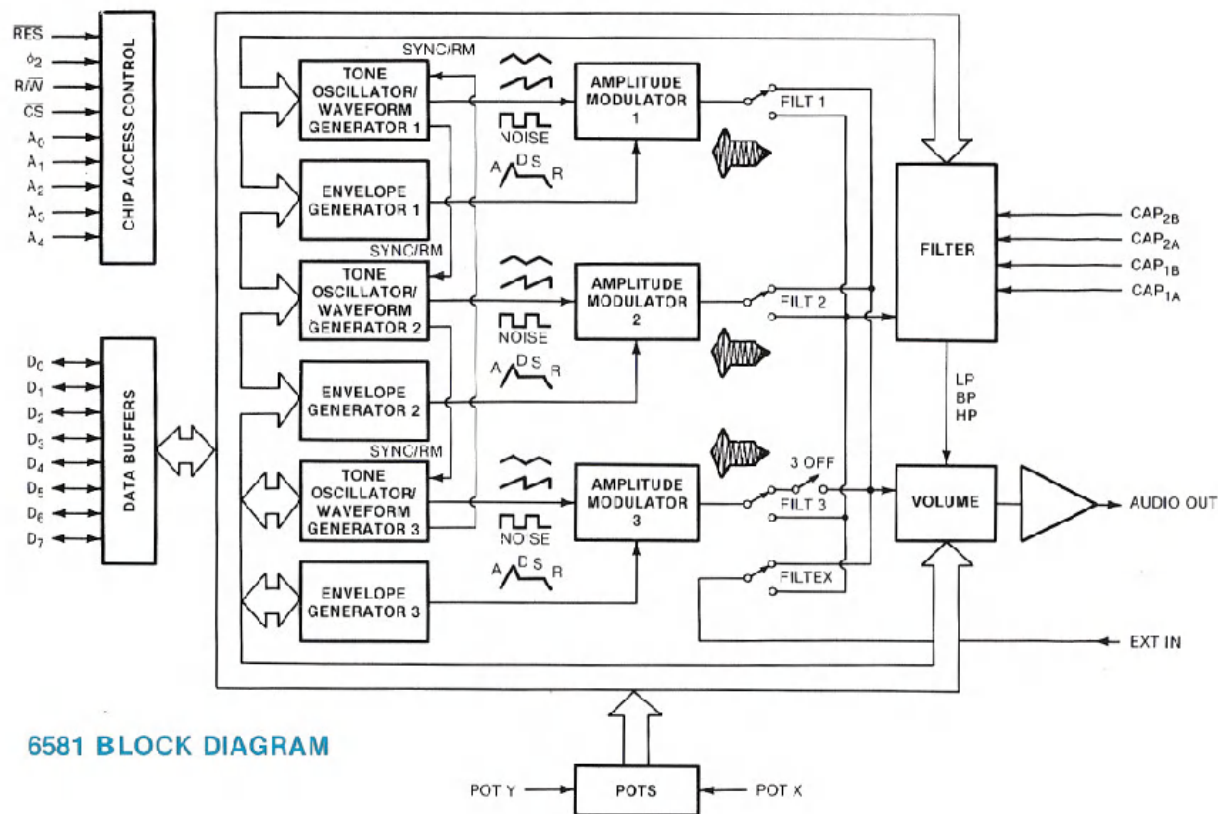 RES
ϕ2
R/W
CS
A0
A1
A2
A3
A4
CHIP ACCESS CONTROL
D0
D1
D2
D3
D4
D5
D6
D7
DATA BUFFERS
SYNC/RM
TONE
OSCILLATOR/
WAVEFORM
GENERATOR 1
NOISE
AMPLITUDE
MODULATOR
1
FILT 1
ENVELOPE
GENERATOR 1
A D S R
SYNC/RM
TONE
OSCILLATOR/
WAVEFORM
GENERATOR 2
NOISE
AMPLITUDE
MODULATOR
2
FILT 2
ENVELOPE
GENERATOR 2
A D S R
SYNC/RM
TONE
OSCILLATOR/
WAVEFORM
GENERATOR 3
NOISE
AMPLITUDE
MODULATOR
3
3 OFF
FILT 3
ENVELOPE
GENERATOR 3
A D S R
FILTEX
FILTER
CAP2B
CAP2A
CAP1B
CAP1A
LP
BP
HP
VOLUME
AUDIO OUT
EXT IN
6581 BLOCK DIAGRAM
POT Y
POTS
POT X